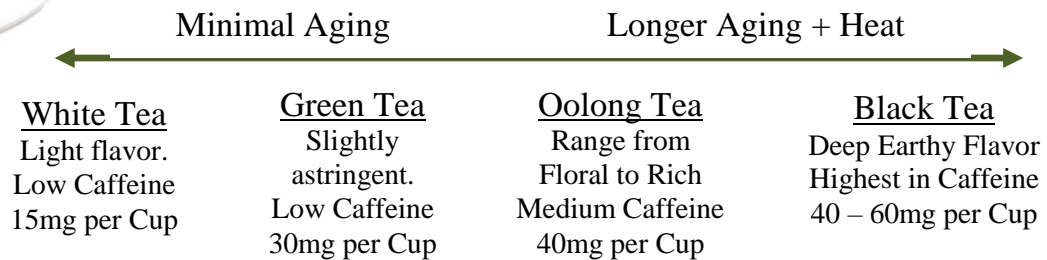 Minimal Aging
Longer Aging + Heat
White Tea
Light flavor.
Low Caffeine
15mg per Cup
Green Tea
Slightly
astringent.
Low Caffeine
30mg per Cup
Oolong Tea
Range from
Floral to Rich
Medium Caffeine
40mg per Cup
Black Tea
Deep Earthy Flavor
Highest in Caffeine
40 – 60mg per Cup